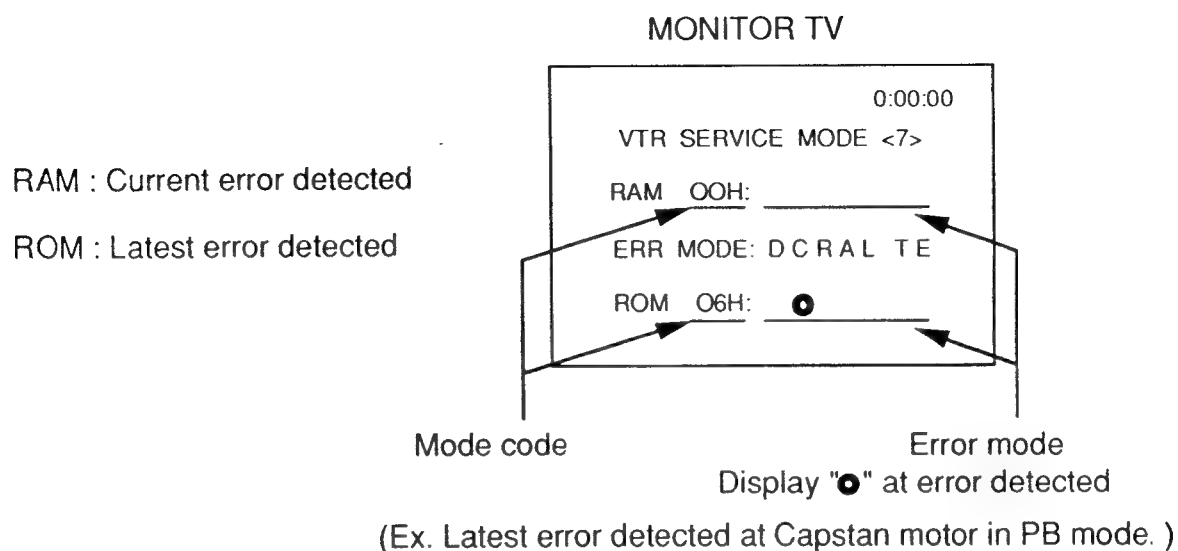 MONITOR TV
0:00:00
VTR SERVICE MODE <7>
RAM : Current error detected
RAM OOH:
ROM : Latest error detected
ERR MODE: D C R A L T E
ROM O6H: O
Mode code
Error mode
Display "O" at error detected
(Ex. Latest error detected at Capstan motor in PB mode. )